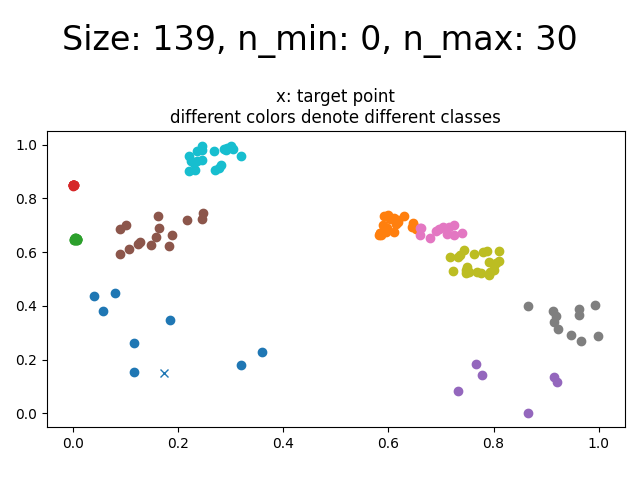 Size: 139, n_min: 0, n_max: 30
x: target point
different colors denote different classes
1.0
0.8
0.6
0.4
0.2
0.0
0.0 0.2 0.4 0.6 0.8 1.0